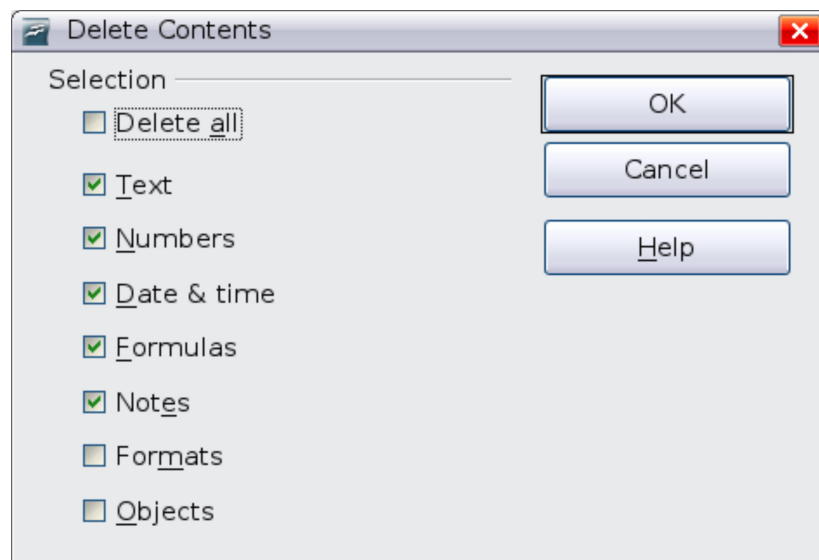 Delete Contents
Selection
Delete all
Text
Numbers
Date & time
Formulas
Notes
Formats
Objects
OK
Cancel
Help